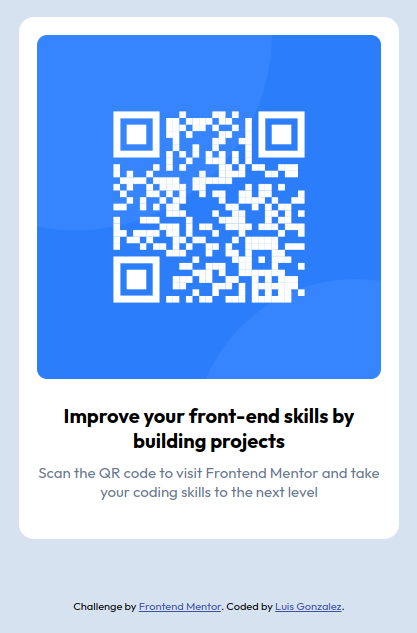 Improve your front-end skills by
building projects
Scan the QR code to visit Frontend Mentor and take
your coding skills to the next level
Challenge by Frontend Mentor. Coded by Luis Gonzalez.